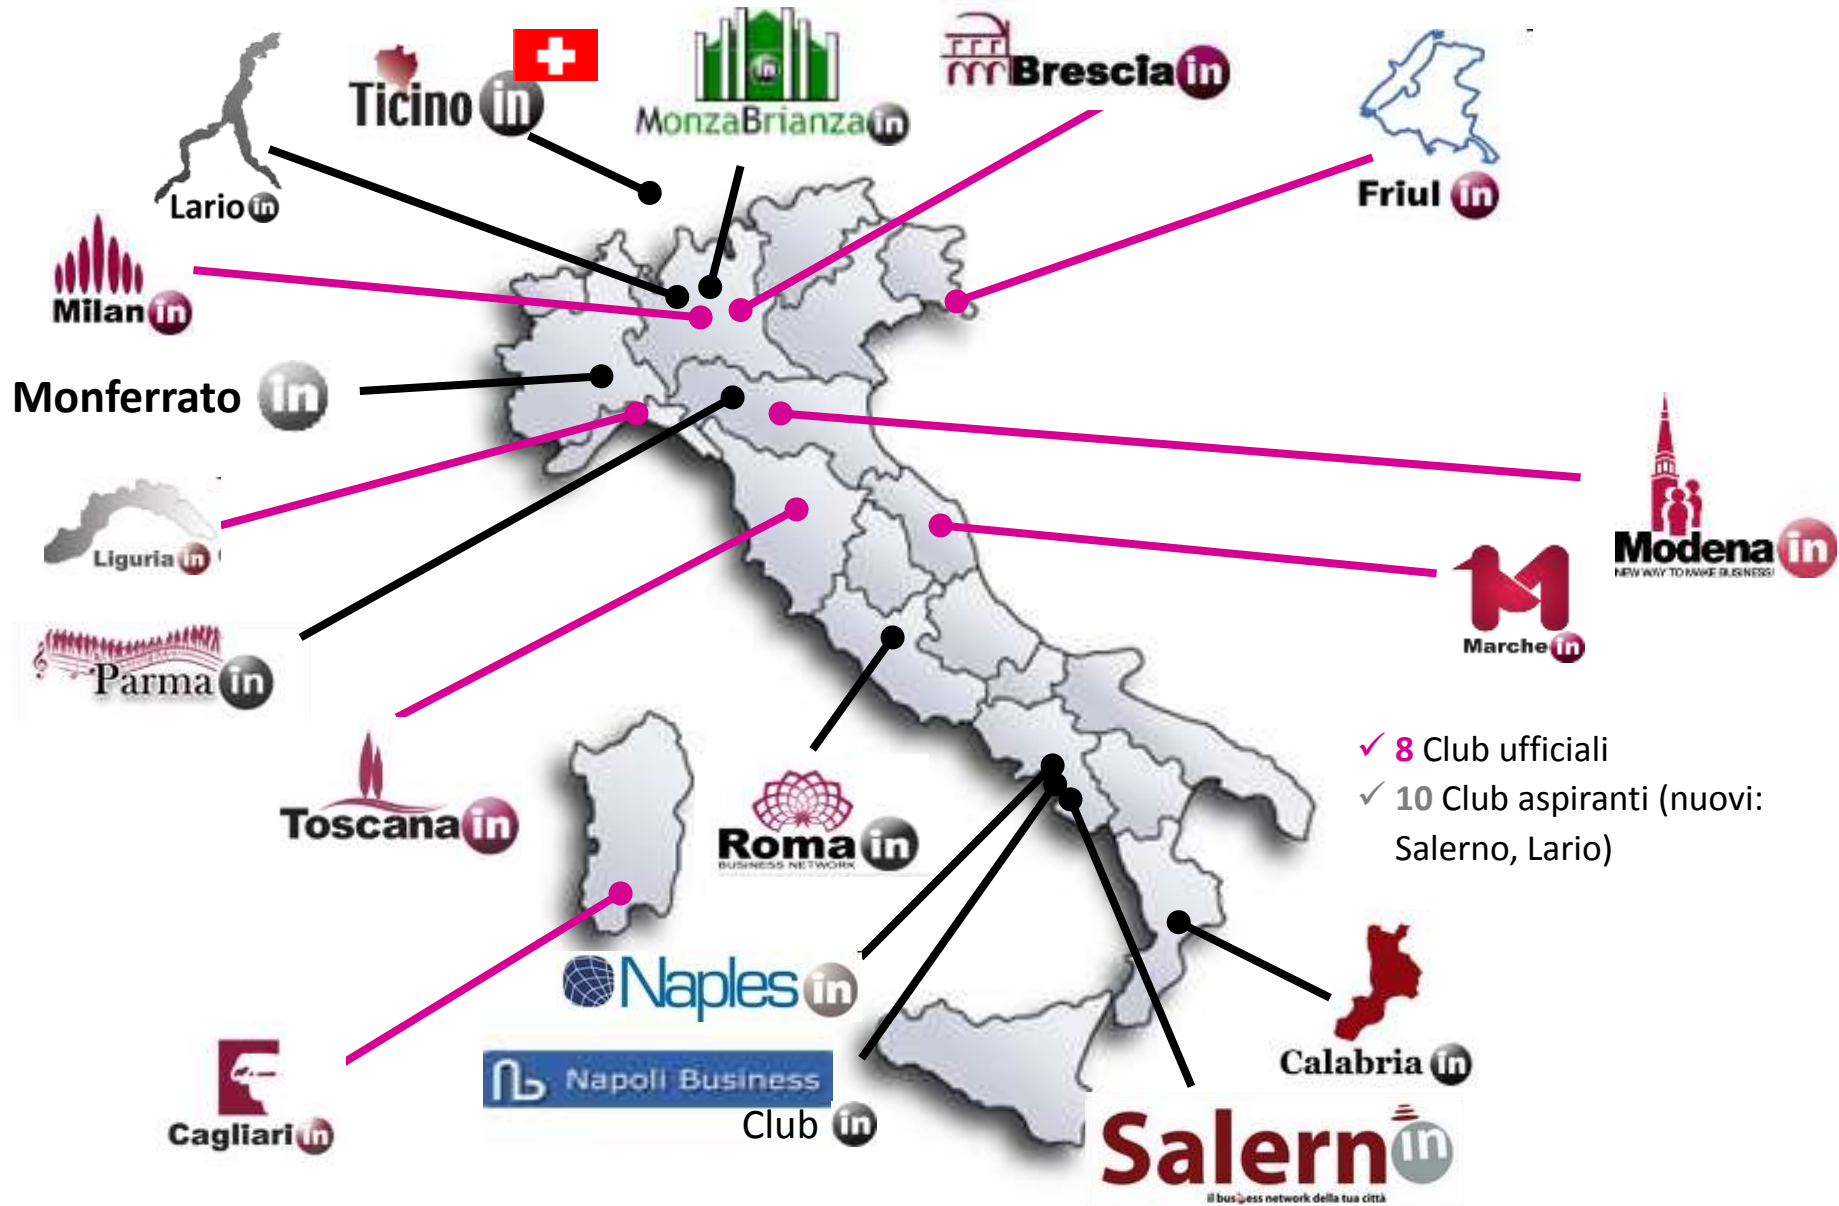 Ticino in
MonzaBrianza in
in
Brescia in
Lario in
Friul in
Milan in
Monferrato in
Liguria in
Modena in
NEW WAY TO MAKE BUSINESS!
Marche in
Parma in
8 Club ufficiali
10 Club aspiranti (nuovi:
Salerno, Lario)
Toscana in
Roma in
BUSINESS NETWORK
Naples in
Calabria in
Napoli Business
Club in
Cagliari in
Salern in
il business network della tua città